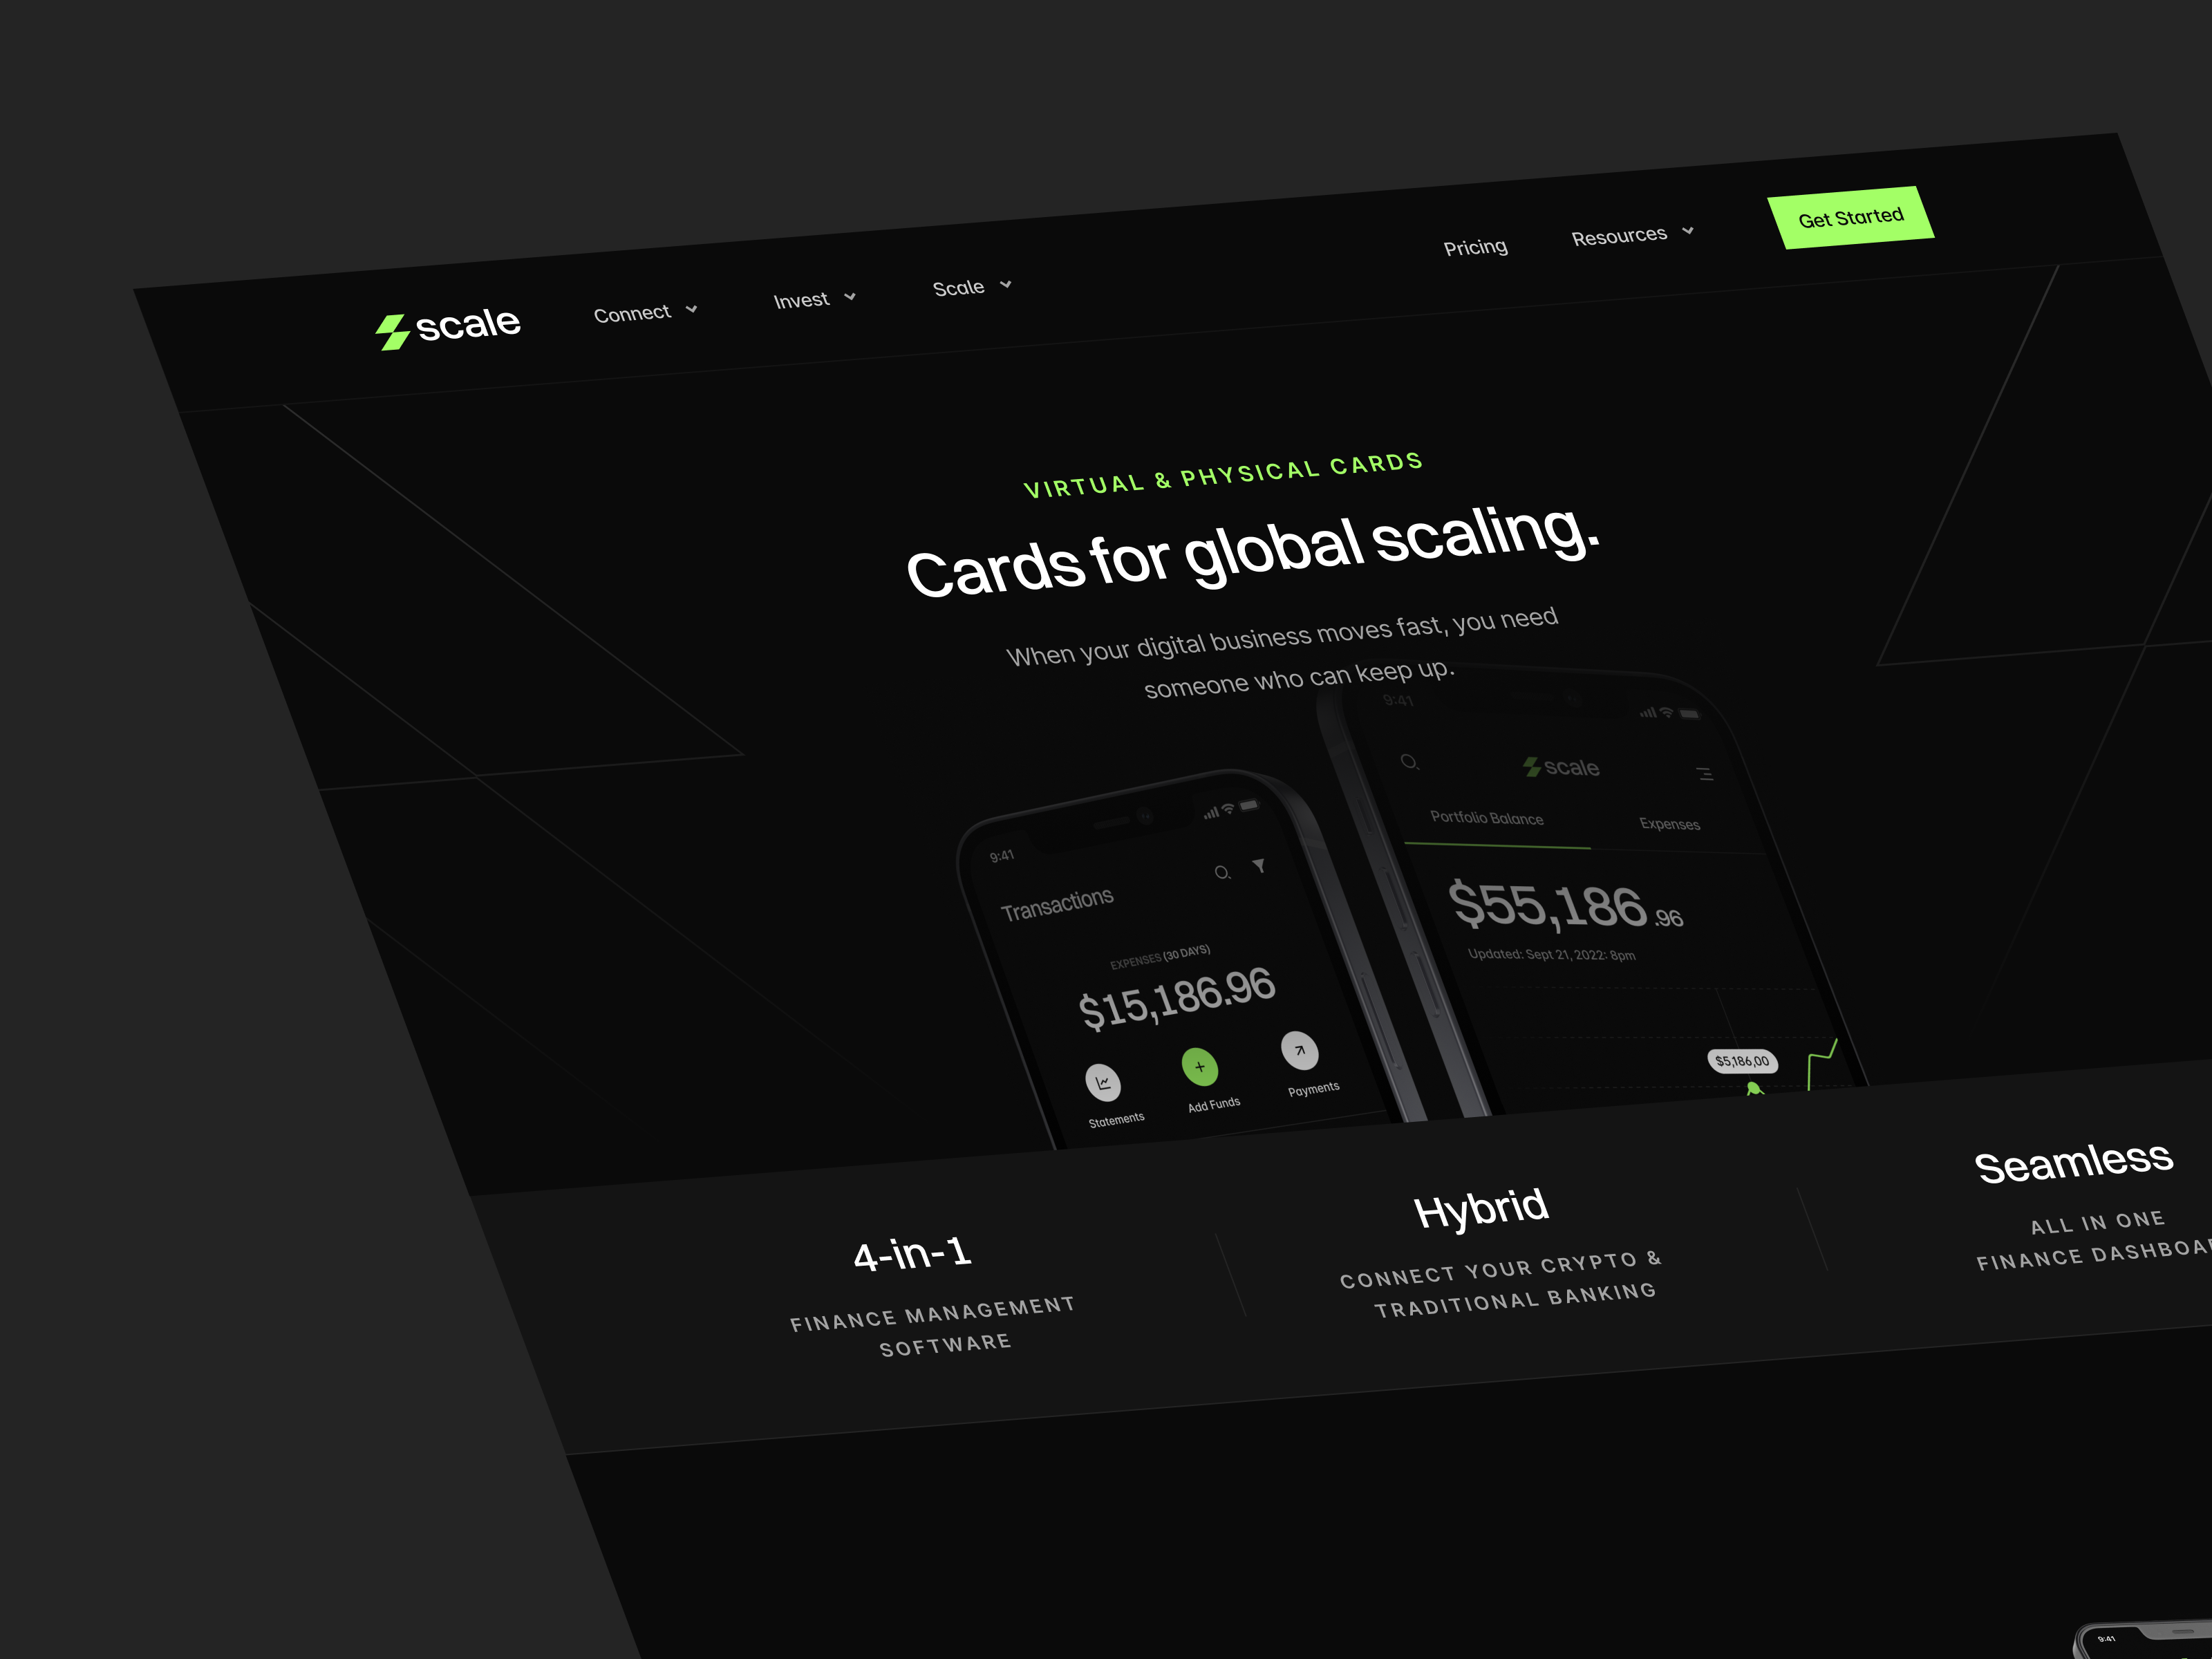 scale
Connect
Invest
Scale
Pricing
Resources
Get Started
VIRTUAL & PHYSICAL CARDS
Cards for global scaling.
When your digital business moves fast, you need
someone who can keep up.
9:41
Transactions
EXPENSES (30 DAYS)
$15,186.96
Statements
Add Funds
Payments
9:41
scale
Portfolio Balance
Expenses
$55,186.96
Updated: Sept 21, 2022: 8pm
$5,186,00
4-in-1
FINANCE MANAGEMENT
SOFTWARE
Hybrid
CONNECT YOUR CRYPTO &
TRADITIONAL BANKING
Seamless
ALL IN ONE
FINANCE DASHBOA
9:41